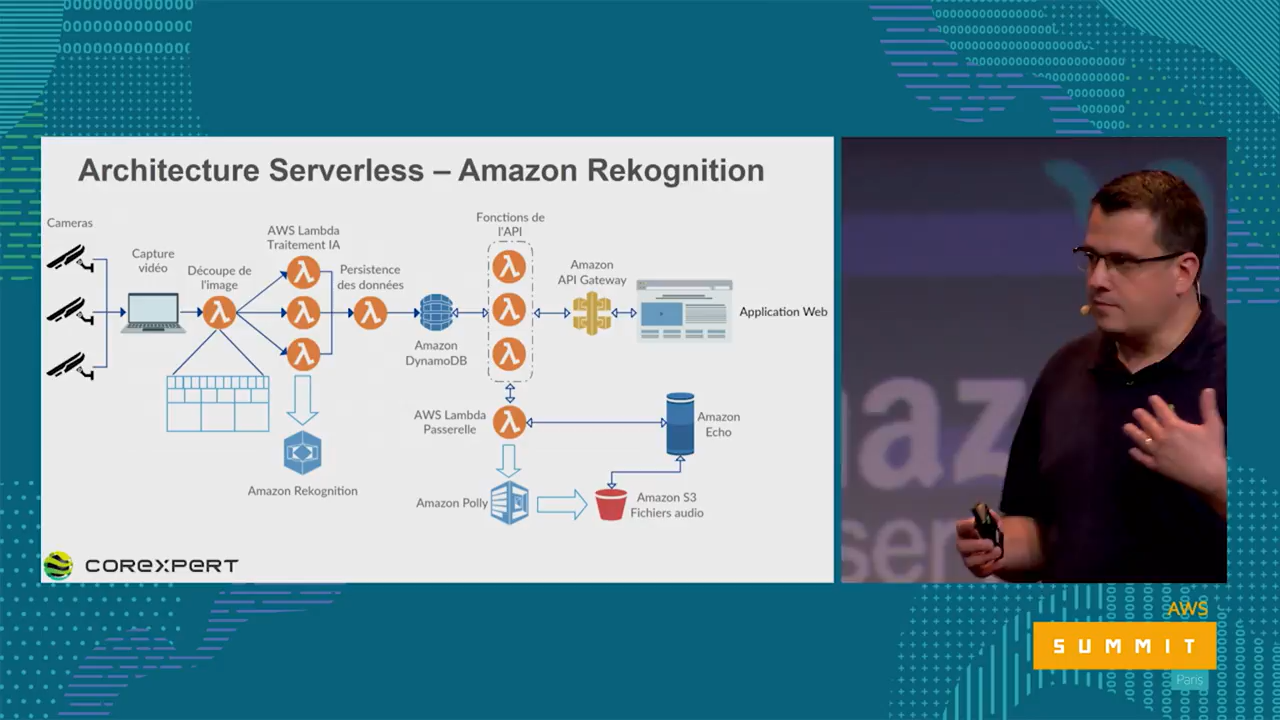 Architecture Serverless – Amazon Rekognition
Cameras
Capture
vidéo
Découpe de
l'image
AWS Lambda
Traitement IA
Persistence
des données
Fonctions de
l'API
Amazon
API Gateway
Application Web
Amazon
DynamoDB
AWS Lambda
Passerelle
Amazon
Echo
Amazon Rekognition
Amazon Polly
Amazon S3
Fichiers audio
COREXPERT
maz
ser
AWS
SUMMIT
Paris